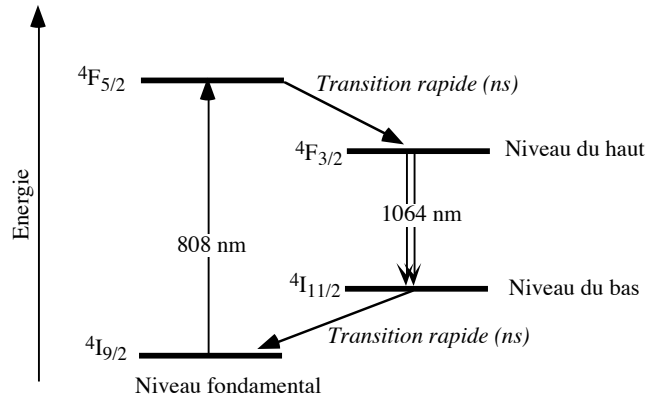 Energie
⁴F₅/₂
Transition rapide (ns)
⁴F₃/₂
Niveau du haut
808 nm
1064 nm
⁴I₁₁/₂
Niveau du bas
⁴I₉/₂
Transition rapide (ns)
Niveau fondamental